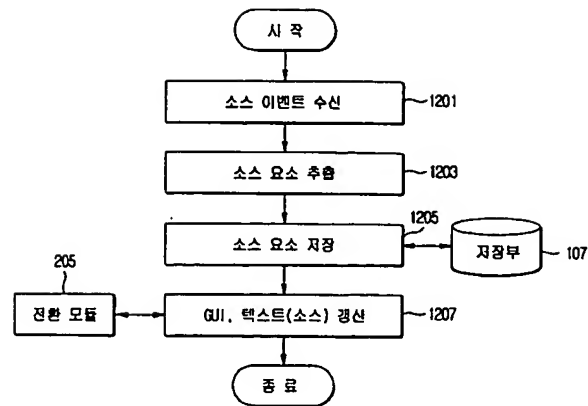 시 작
소스 이벤트 수신
1201
소스 요소 추출
1203
소스 요소 저장
1205
저장부
107
205
전환 모듈
GUI, 텍스트(소스) 갱신
1207
종 료